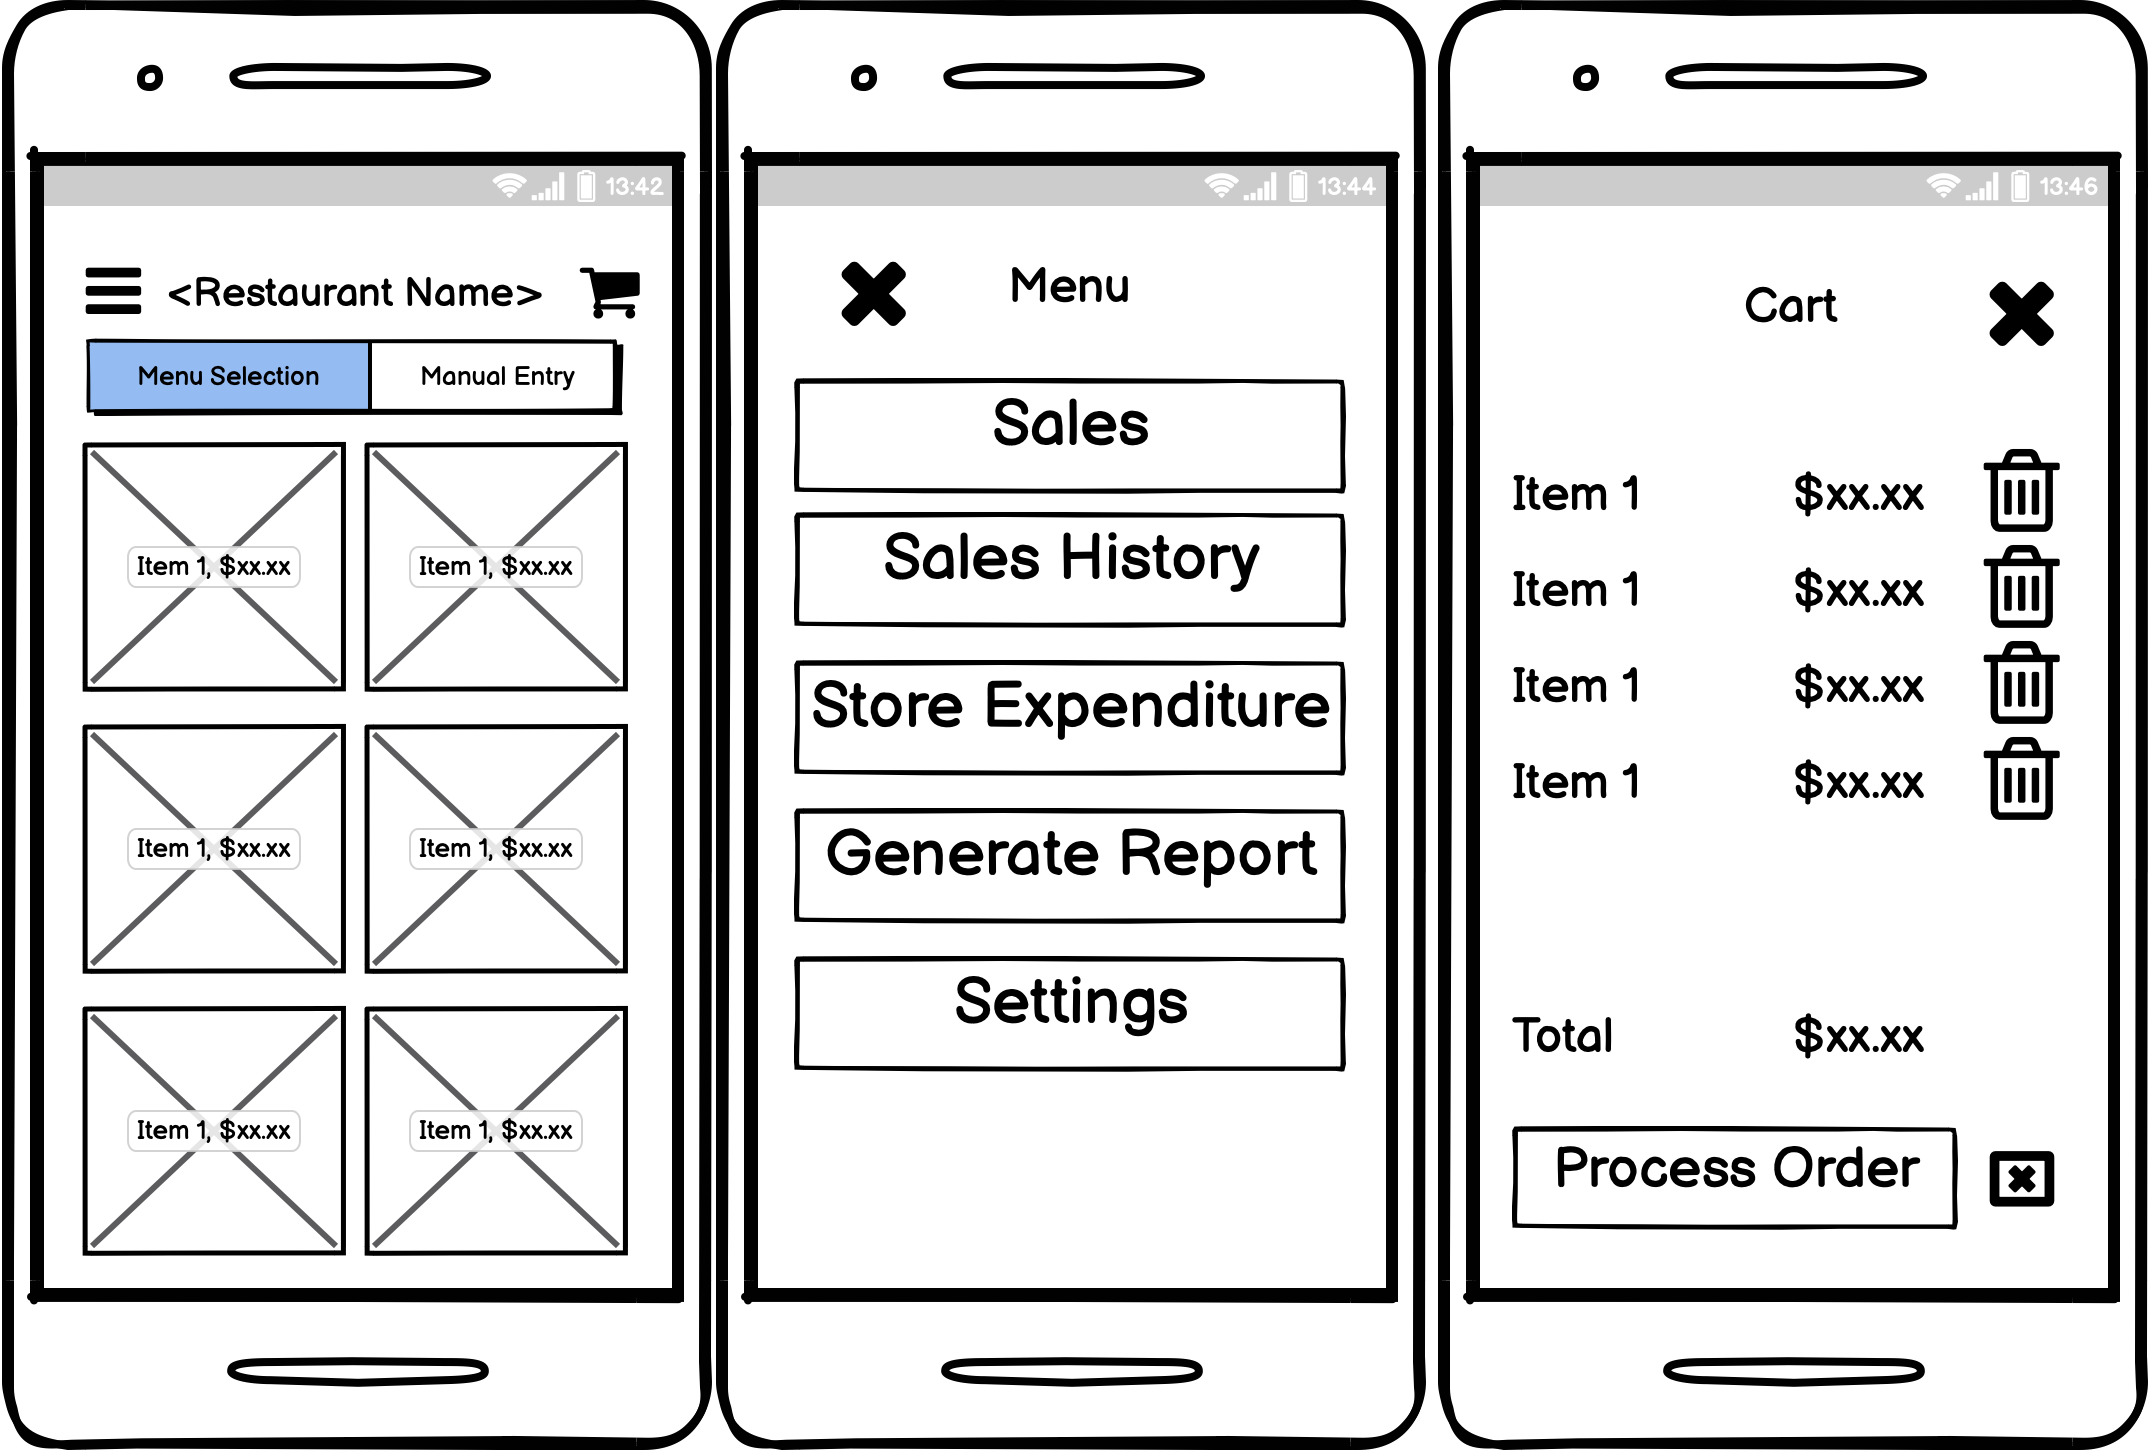 13:42
<Restaurant Name>
Menu Selection Manual Entry
Item 1, $xx.xx Item 1, $xx.xx
Item 1, $xx.xx Item 1, $xx.xx
Item 1, $xx.xx Item 1, $xx.xx
13:44
Menu
Sales
Sales History
Store Expenditure
Generate Report
Settings
13:46
Cart
Item 1 $xx.xx
Item 1 $xx.xx
Item 1 $xx.xx
Item 1 $xx.xx
Total $xx.xx
Process Order